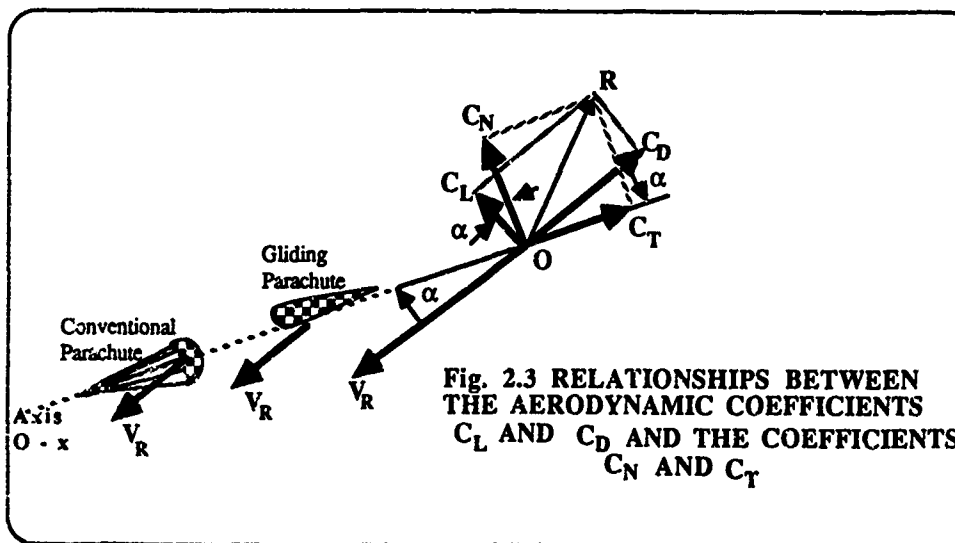 R
C_N
C_D
C_L
α
α
C_T
O
Gliding
Parachute
α
Conventional
Parachute
V_R
V_R
V_R
Axis
O - x
Fig. 2.3 RELATIONSHIPS BETWEEN
THE AERODYNAMIC COEFFICIENTS
C_L AND C_D AND THE COEFFICIENTS
C_N AND C_T